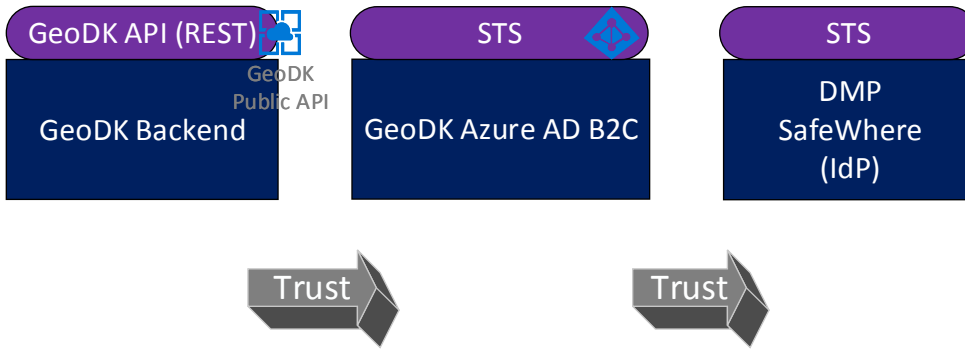 GeoDK API (REST)
GeoDK
Public API
GeoDK Backend
STS
GeoDK Azure AD B2C
STS
DMP
SafeWhere
(IdP)
Trust
Trust